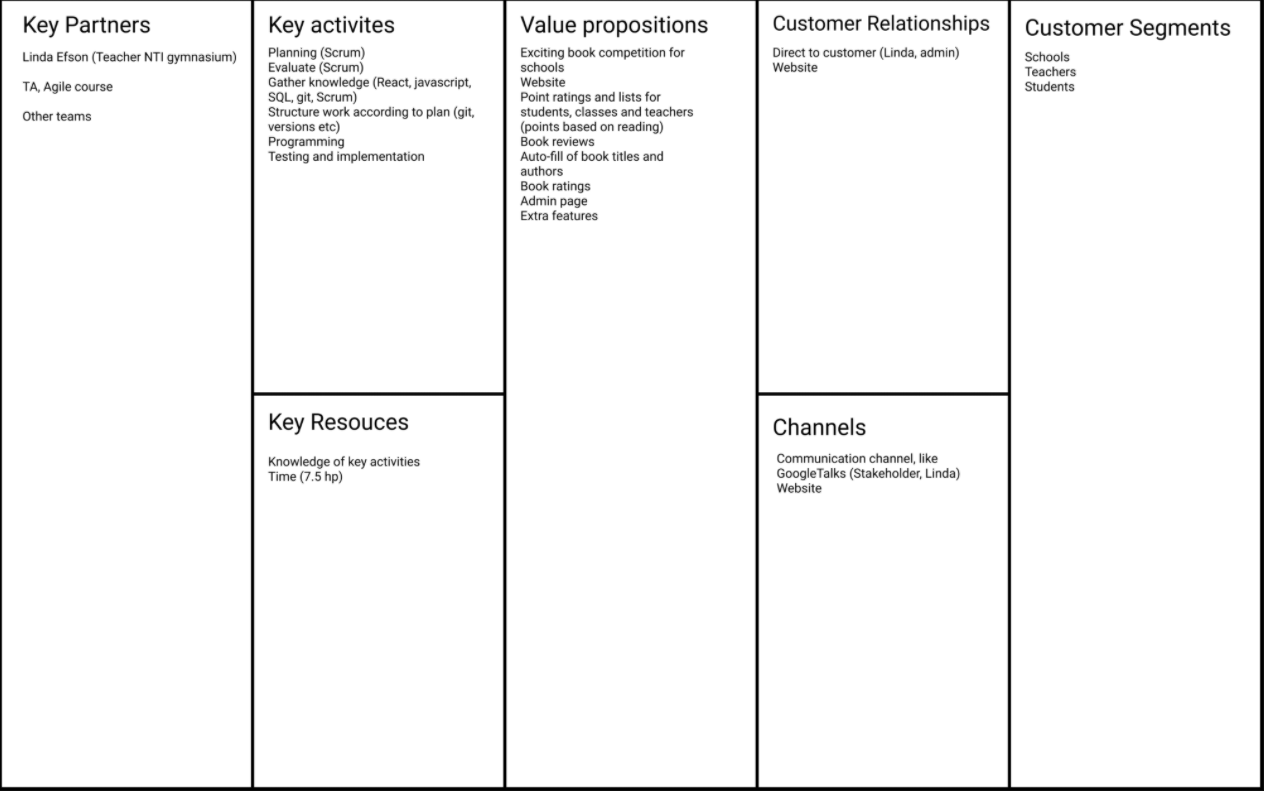 Key Partners
Linda Efson (Teacher NTI gymnasium)
TA, Agile course
Other teams
Key activites
Planning (Scrum)
Evaluate (Scrum)
Gather knowledge (React, javascript,
SQL, git, Scrum)
Structure work according to plan (git,
versions etc)
Programming
Testing and implementation
Key Resouces
Knowledge of key activities
Time (7.5 hp)
Value propositions
Exciting book competition for
schools
Website
Point ratings and lists for
students, classes and teachers
(points based on reading)
Book reviews
Auto-fill of book titles and
authors
Book ratings
Admin page
Extra features
Customer Relationships
Direct to customer (Linda, admin)
Website
Channels
Communication channel, like
GoogleTalks (Stakeholder, Linda)
Website
Customer Segments
Schools
Teachers
Students